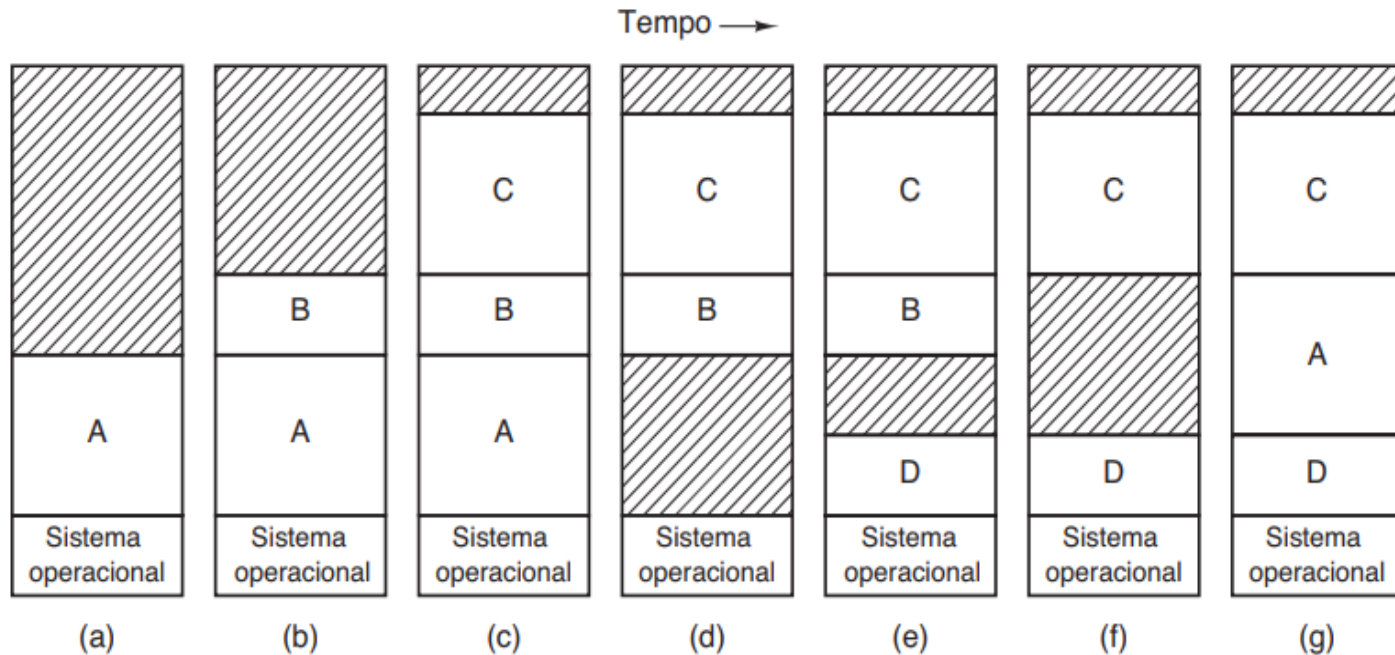 Tempo
C
C
C
C
C
B
B
B
B
A
A
A
A
D
D
D
Sistema
operacional
Sistema
operacional
Sistema
operacional
Sistema
operacional
Sistema
operacional
Sistema
operacional
Sistema
operacional
(a)
(b)
(c)
(d)
(e)
(f)
(g)